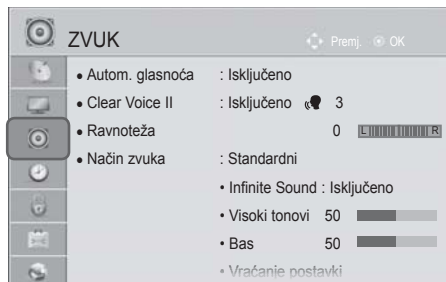 ZVUK
Premj. OK
• Autom. glasnoća : Isključeno
• Clear Voice II : Isključeno 3
• Ravnoteža 0 L R
• Način zvuka : Standardni
• Infinite Sound : Isključeno
• Visoki tonovi 50
• Bas 50
• Vraćanje postavki